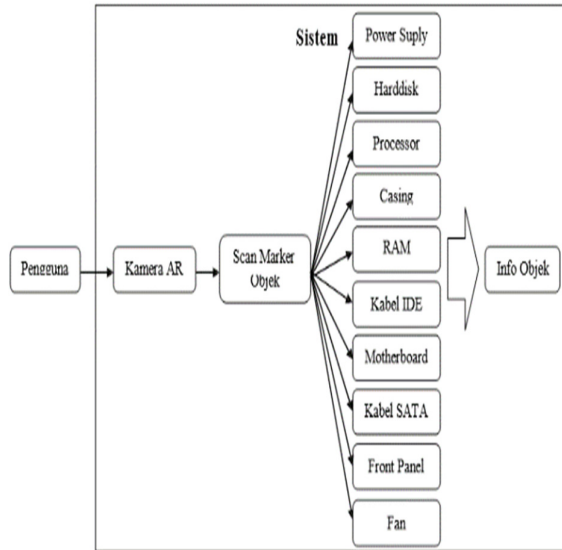 Sistem
Pengguna
Kamera AR
Scan Marker
Objek
Power Suply
Harddisk
Processor
Casing
RAM
Kabel IDE
Motherboard
Kabel SATA
Front Panel
Fan
Info Objek